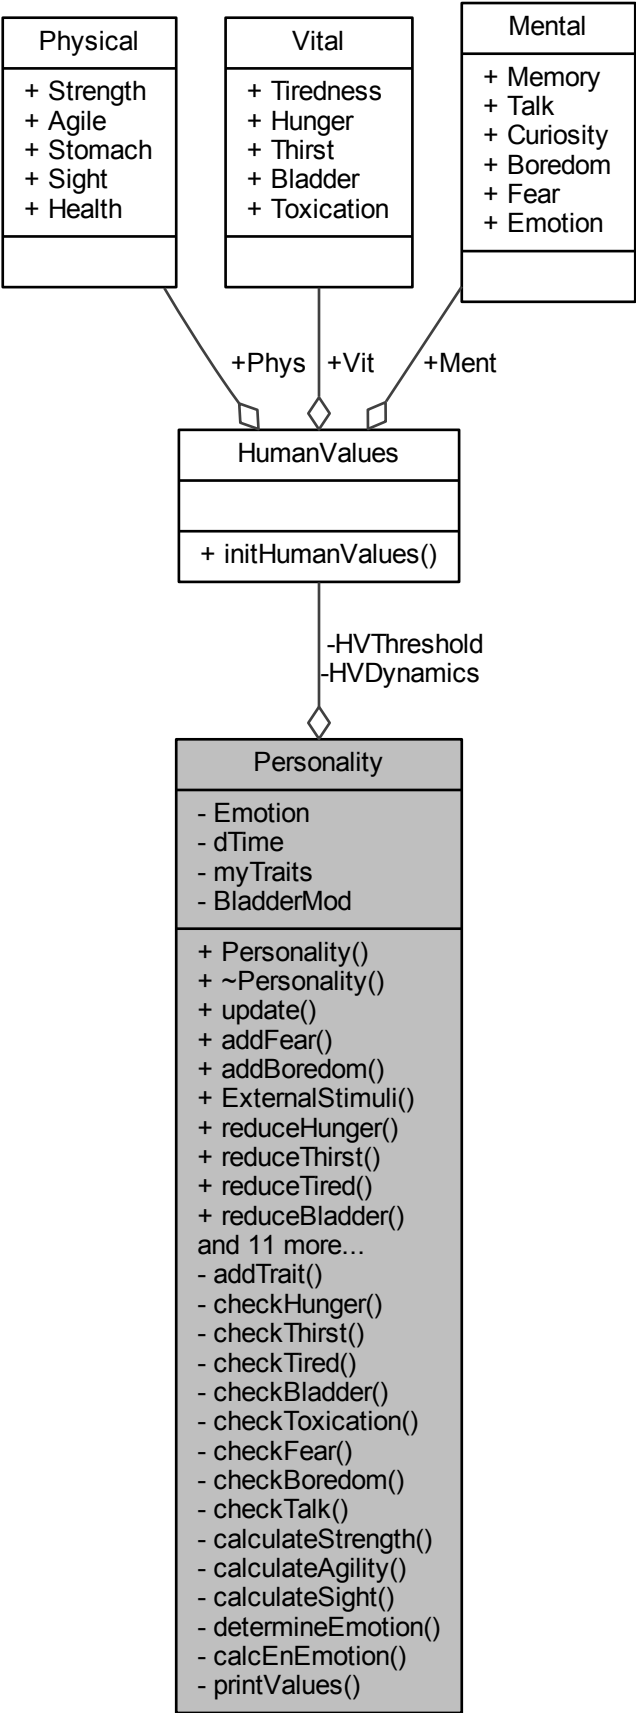 Physical
+ Strength
+ Agile
+ Stomach
+ Sight
+ Health
Vital
+ Tiredness
+ Hunger
+ Thirst
+ Bladder
+ Toxication
Mental
+ Memory
+ Talk
+ Curiosity
+ Boredom
+ Fear
+ Emotion
+Phys
+Vit
+Ment
HumanValues
+ initHumanValues()
-HVThreshold
-HVDynamics
Personality
- Emotion
- dTime
- myTraits
- BladderMod
+ Personality()
+ ~Personality()
+ update()
+ addFear()
+ addBoredom()
+ ExternalStimuli()
+ reduceHunger()
+ reduceThirst()
+ reduceTired()
+ reduceBladder()
and 11 more...
- addTrait()
- checkHunger()
- checkThirst()
- checkTired()
- checkBladder()
- checkToxication()
- checkFear()
- checkBoredom()
- checkTalk()
- calculateStrength()
- calculateAgility()
- calculateSight()
- determineEmotion()
- calcEnEmotion()
- printValues()